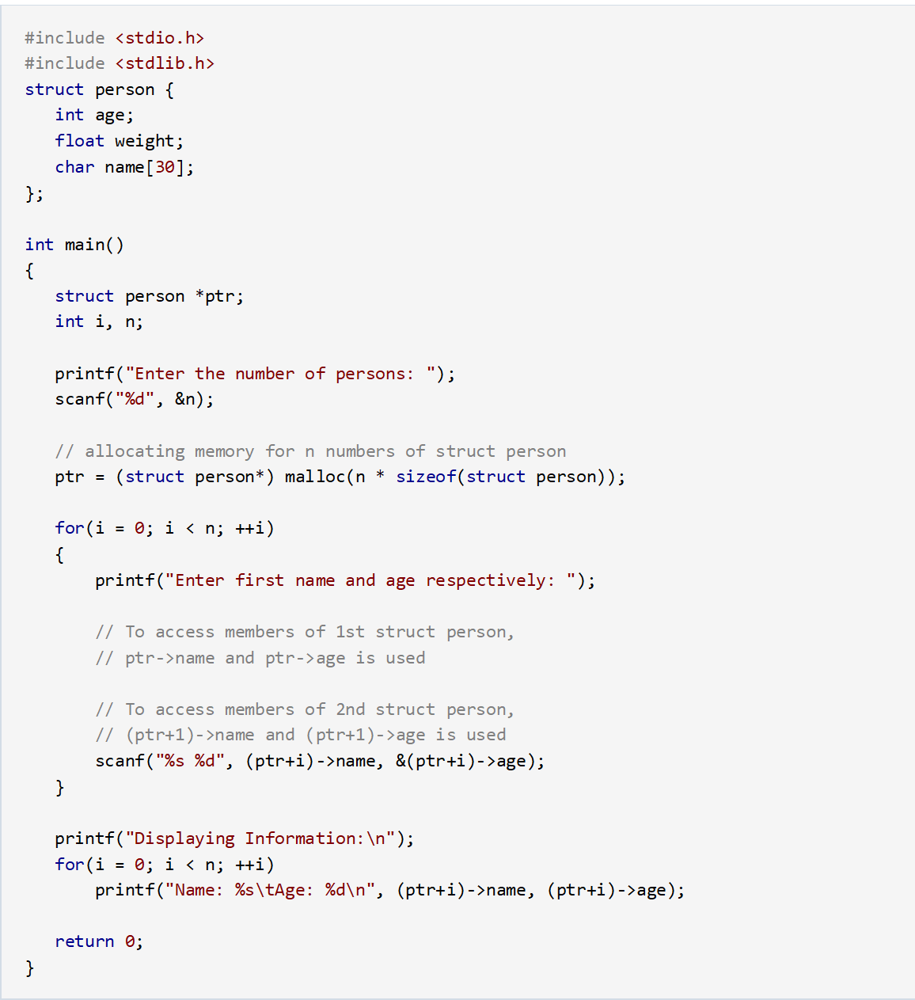 #include <stdio.h>
#include <stdlib.h>
struct person {
   int age;
   float weight;
   char name[30];
};

int main()
{
   struct person *ptr;
   int i, n;

   printf("Enter the number of persons: ");
   scanf("%d", &n);

   // allocating memory for n numbers of struct person
   ptr = (struct person*) malloc(n * sizeof(struct person));

   for(i = 0; i < n; ++i)
   {
       printf("Enter first name and age respectively: ");

       // To access members of 1st struct person,
       // ptr->name and ptr->age is used

       // To access members of 2nd struct person,
       // (ptr+1)->name and (ptr+1)->age is used
       scanf("%s %d", (ptr+i)->name, &(ptr+i)->age);
   }

   printf("Displaying Information:\n");
   for(i = 0; i < n; ++i)
       printf("Name: %s\tAge: %d\n", (ptr+i)->name, (ptr+i)->age);

   return 0;
}